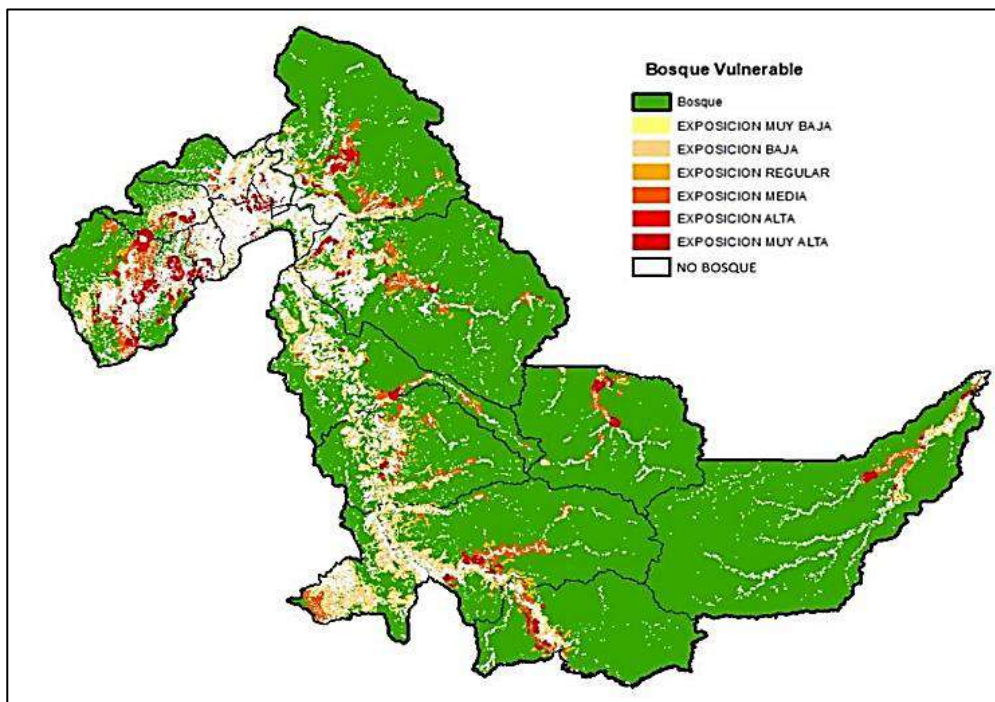 Bosque Vulnerable
Bosque
EXPOSICION MUY BAJA
EXPOSICION BAJA
EXPOSICION REGULAR
EXPOSICION MEDIA
EXPOSICION ALTA
EXPOSICION MUY ALTA
NO BOSQUE